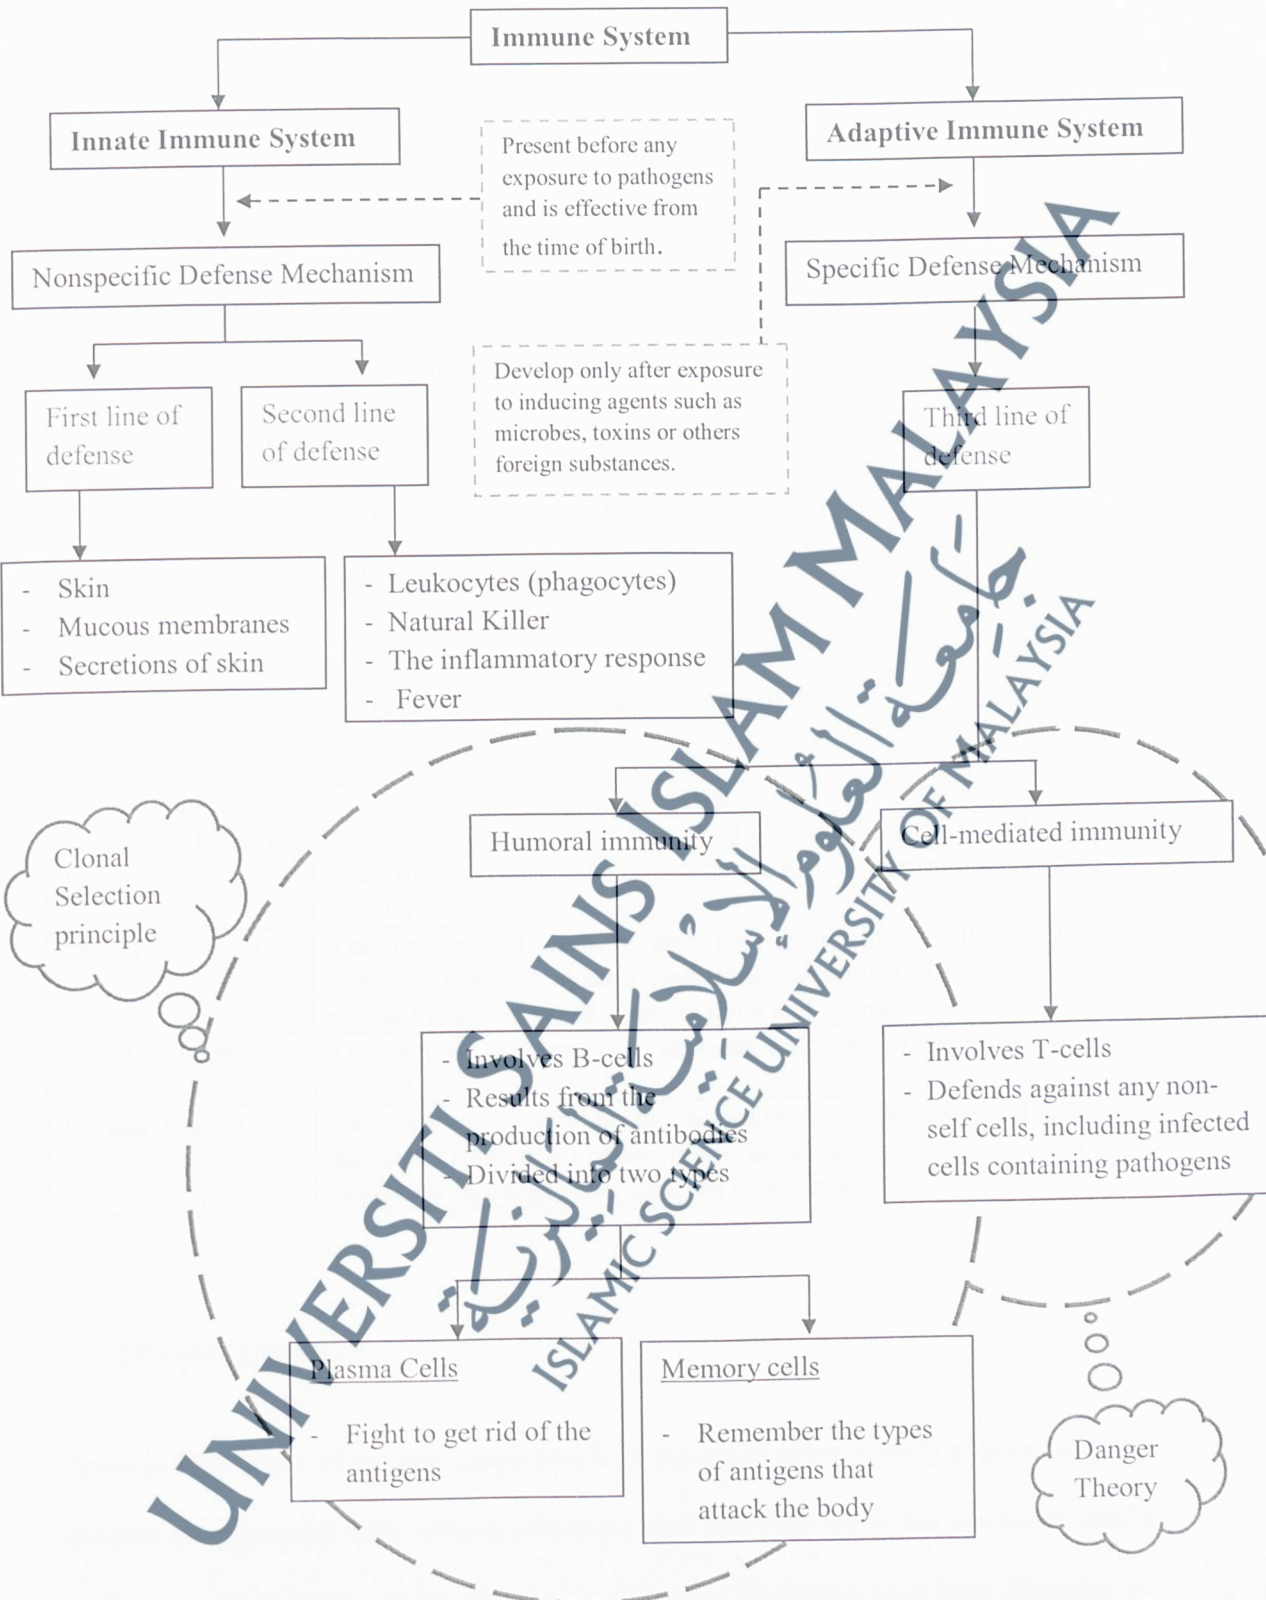 Immune System
Innate Immune System
Adaptive Immune System
Present before any
exposure to pathogens
and is effective from
the time of birth.
Nonspecific Defense Mechanism
Specific Defense Mechanism
Develop only after exposure
to inducing agents such as
microbes, toxins or others
foreign substances.
First line of
defense
Second line
of defense
Third line of
defense
- Skin
- Mucous membranes
- Secretions of skin
- Leukocytes (phagocytes)
- Natural Killer
- The inflammatory response
- Fever
Clonal
Selection
principle
Humoral immunity
Cell-mediated immunity
- Involves B-cells
- Results from the
production of antibodies
- Divided into two types
- Involves T-cells
- Defends against any non-
self cells, including infected
cells containing pathogens
Plasma Cells
- Fight to get rid of the
antigens
Memory cells
- Remember the types
of antigens that
attack the body
Danger
Theory
UNIVERSITI SAINS ISLAM MALAYSIA
جامعة العلوم الإسلامية الماليزية
ISLAMIC SCIENCE UNIVERSITY OF MALAYSIA